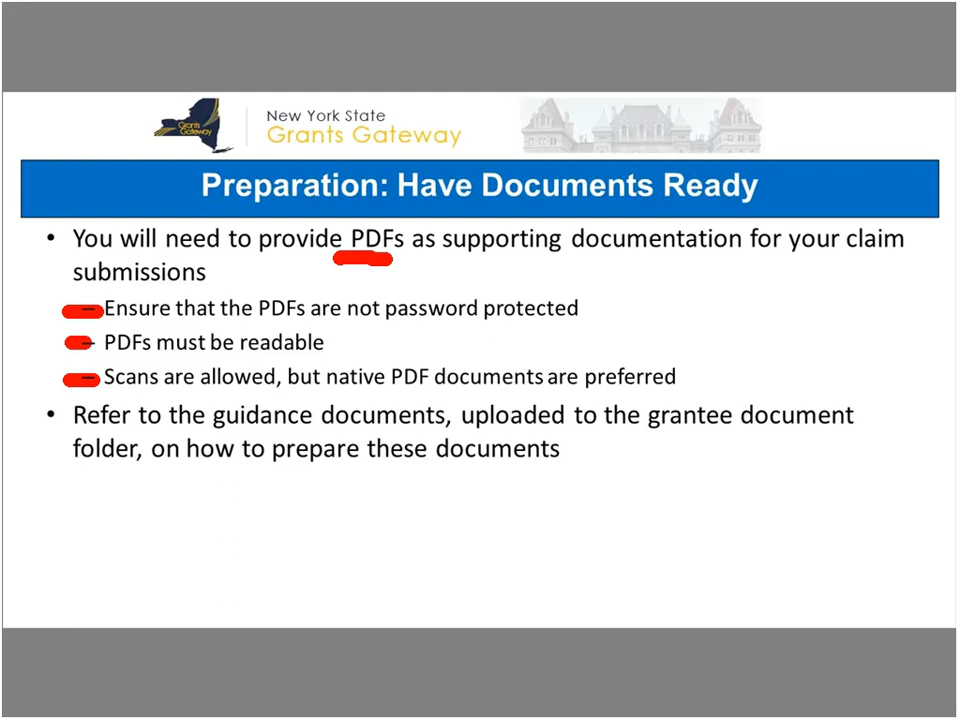 Grants
Gateway
New York State
Grants Gateway
Preparation: Have Documents Ready
• You will need to provide PDFs as supporting documentation for your claim
submissions
– Ensure that the PDFs are not password protected
– PDFs must be readable
– Scans are allowed, but native PDF documents are preferred
• Refer to the guidance documents, uploaded to the grantee document
folder, on how to prepare these documents